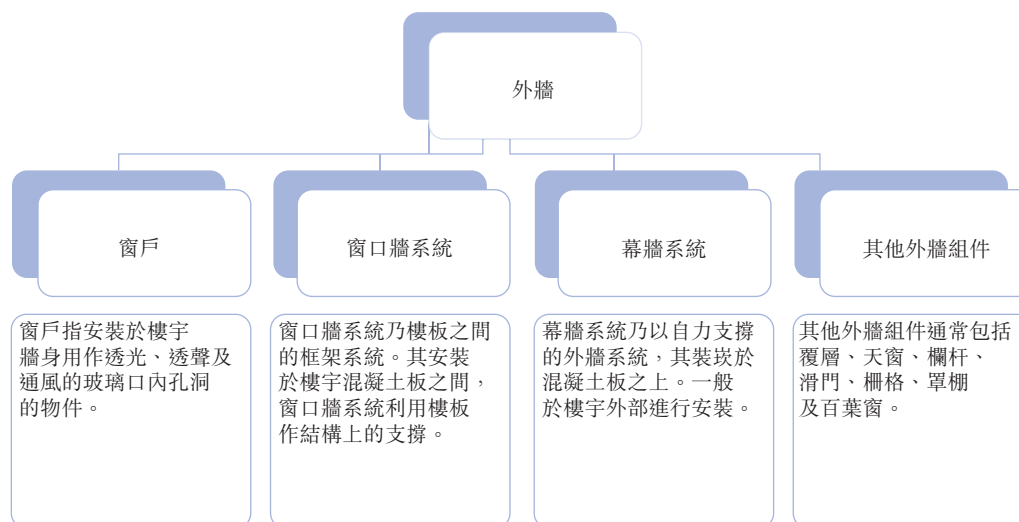 外牆
窗戶
窗口牆系統
幕牆系統
其他外牆組件
窗戶指安裝於樓宇
牆身用作透光、透聲及
通風的玻璃口內孔洞
的物件。
窗口牆系統乃樓板之間
的框架系統。其安裝
於樓宇混凝土板之間，
窗口牆系統利用樓板
作結構上的支撐。
幕牆系統乃以自力支撐
的外牆系統，其裝嵌於
混凝土板之上。一般
於樓宇外部進行安裝。
其他外牆組件通常包括
覆層、天窗、欄杆、
滑門、柵格、罩棚
及百葉窗。